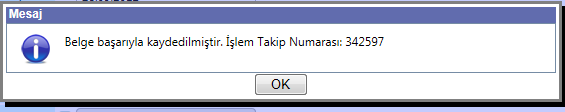 Mesaj
Belge başarıyla kaydedilmiştir. İşlem Takip Numarası: 342597
OK